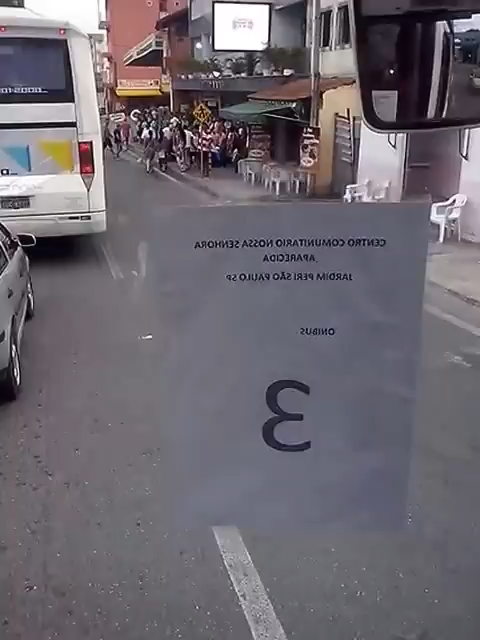 CENTRO COMUNITARIO NOSSA SENHORA
APARECIDA
JARDIM PERI SÃO PAULO SP
ONIBUS
3